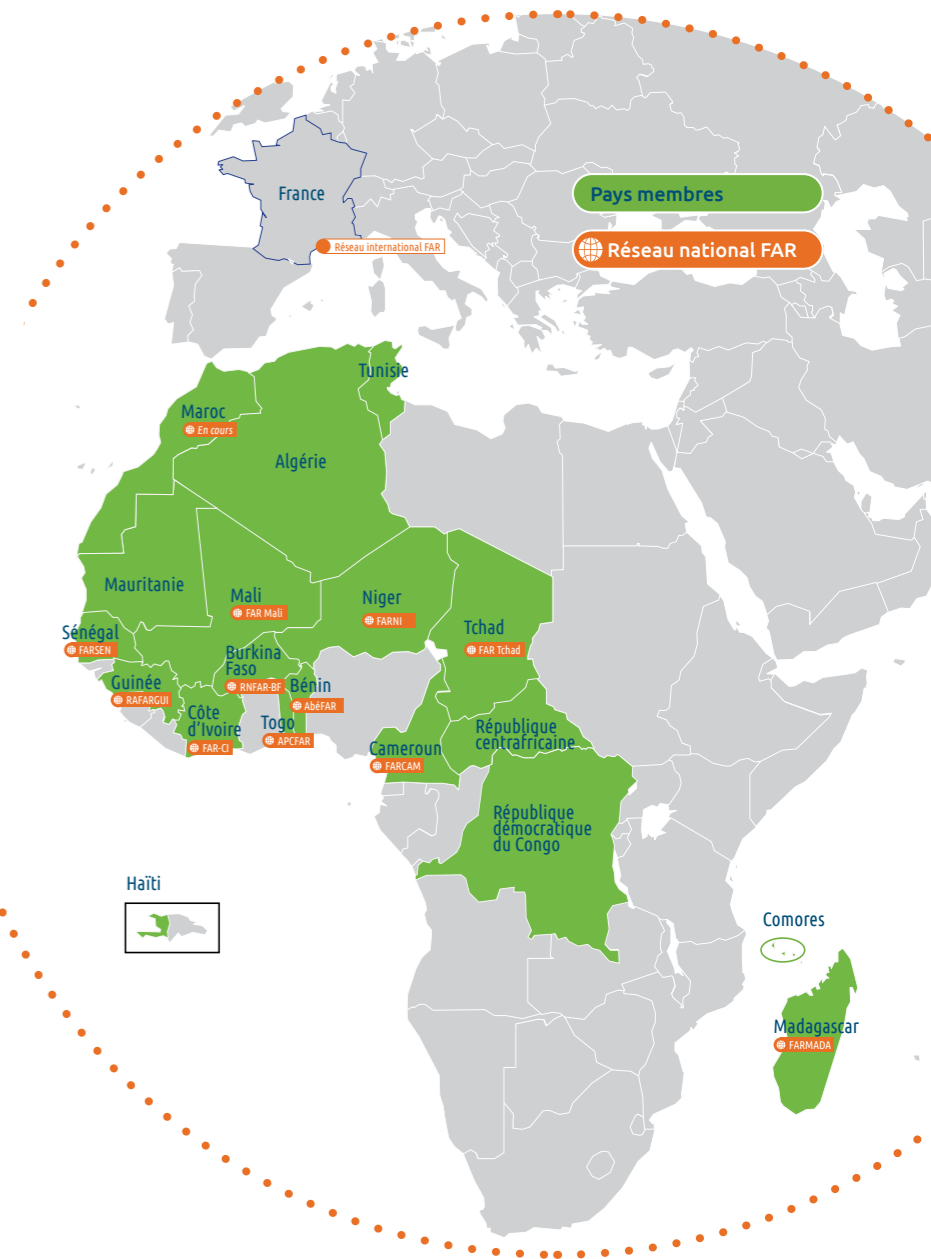 France
Pays membres
Réseau international FAR
Réseau national FAR
Tunisie
Maroc
En cours
Algérie
Mauritanie
Mali
FAR Mali
Niger
FARNI
Tchad
FAR Tchad
Sénégal
FARSEN
Burkina
Faso
RNFAR-BF
Guinée
RAFARGUI
Bénin
AbéFAR
Côte
d'Ivoire
FAR-CI
Togo
APCFAR
Cameroun
FARCAM
République
centrafricaine
République
démocratique
du Congo
Haïti
Comores
Madagascar
FARMADA